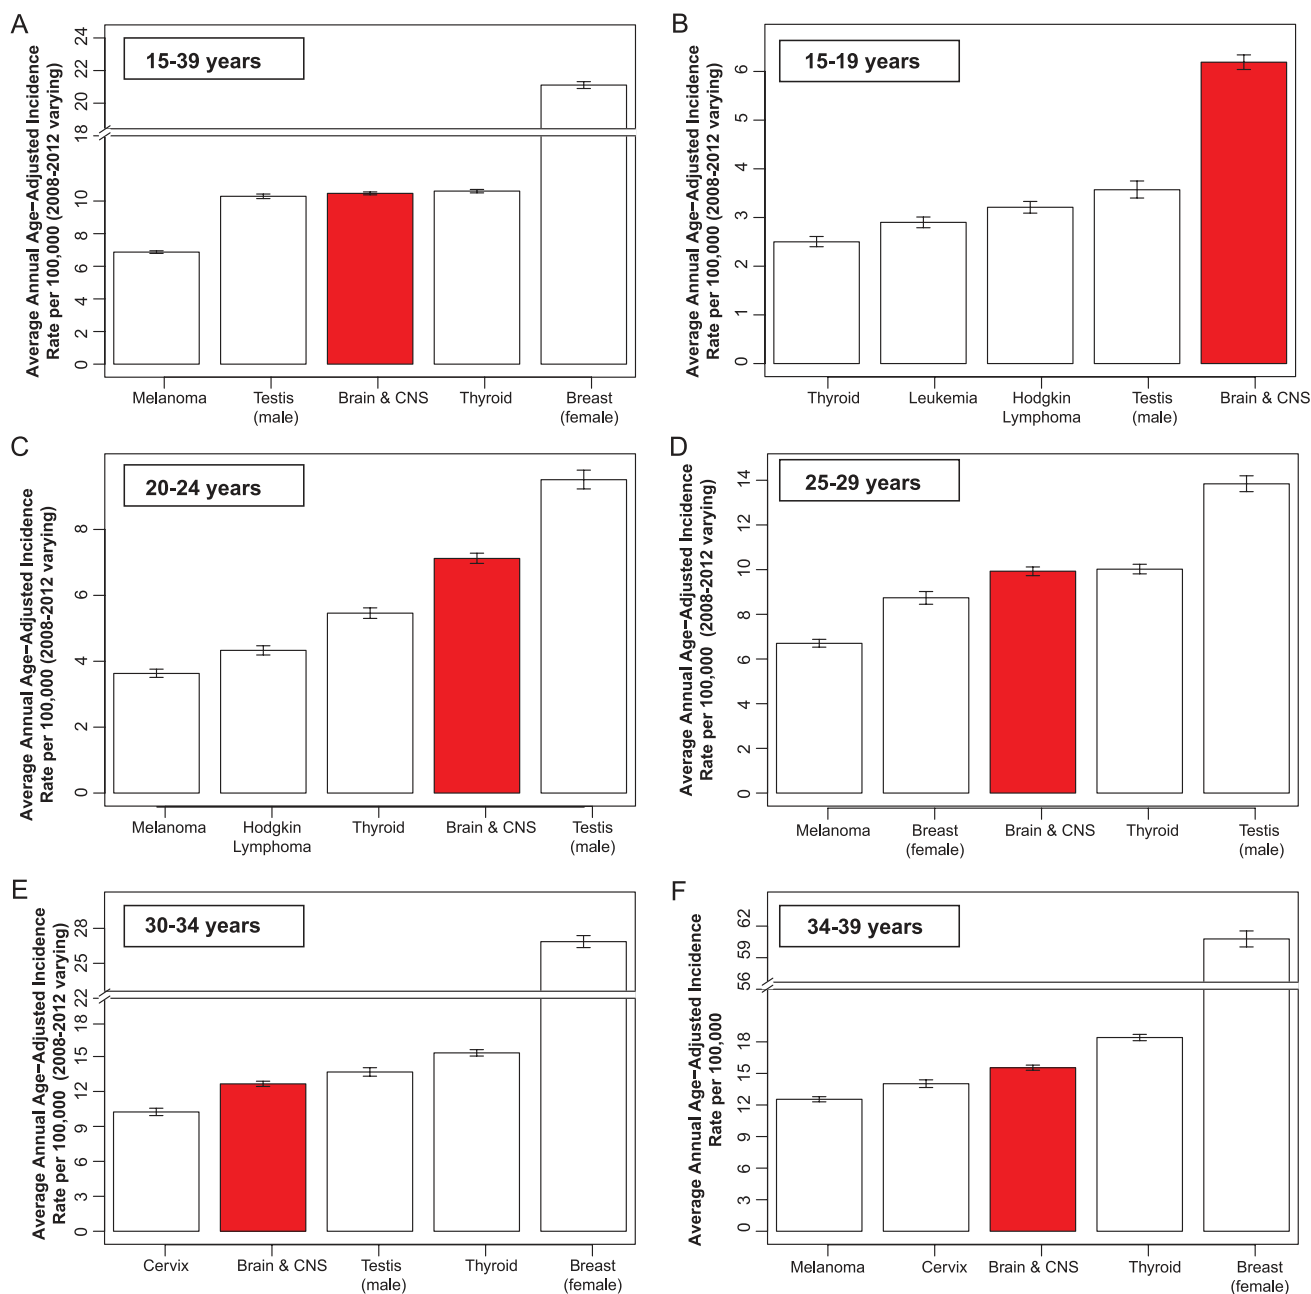 A
15-39 years
Average Annual Age–Adjusted Incidence
Rate per 100,000 (2008-2012 varying)
24
22
20
18
18
10
8
6
4
2
0
Melanoma
Testis
(male)
Brain & CNS
Thyroid
Breast
(female)
B
15-19 years
Average Annual Age–Adjusted Incidence
Rate per 100,000 (2008-2012 varying)
6
5
4
3
2
1
0
Thyroid
Leukemia
Hodgkin
Lymphoma
Testis
(male)
Brain & CNS
C
20-24 years
Average Annual Age–Adjusted Incidence
Rate per 100,000 (2008-2012 varying)
8
6
4
2
0
Melanoma
Hodgkin
Lymphoma
Thyroid
Brain & CNS
Testis
(male)
D
25-29 years
Average Annual Age–Adjusted Incidence
Rate per 100,000 (2008-2012 varying)
14
12
10
8
6
4
2
0
Melanoma
Breast
(female)
Brain & CNS
Thyroid
Testis
(male)
E
30-34 years
Average Annual Age–Adjusted Incidence
Rate per 100,000 (2008-2012 varying)
28
25
22
22
18
15
12
9
6
3
0
Cervix
Brain & CNS
Testis
(male)
Thyroid
Breast
(female)
F
34-39 years
Average Annual Age–Adjusted Incidence
Rate per 100,000
62
59
56
55
18
15
12
9
6
3
0
Melanoma
Cervix
Brain & CNS
Thyroid
Breast
(female)